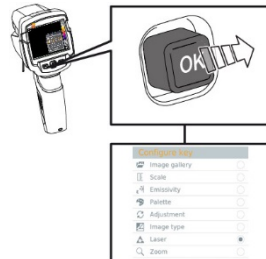 OK
Configure key
Image gallery
Scale
Emissivity
Palette
Adjustment
Image type
Laser
Zoom